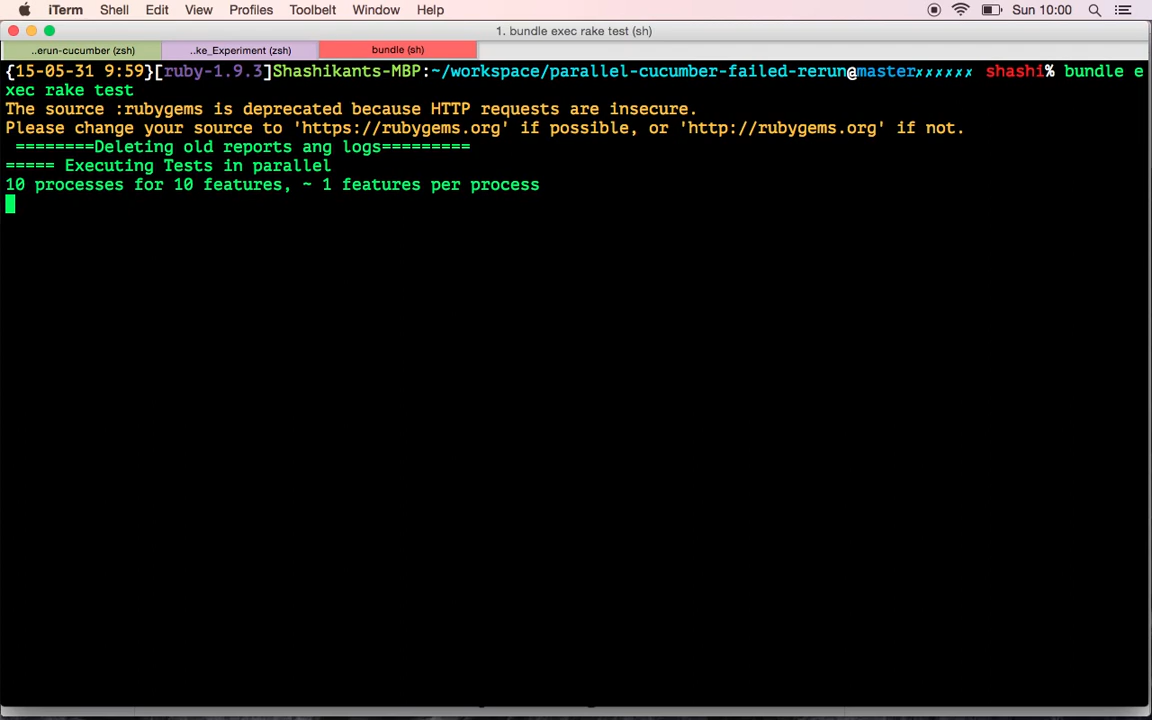 iTerm Shell Edit View Profiles Toolbelt Window Help Sun 10:00
1. bundle exec rake test (sh)
..erun-cucumber (zsh) ..ke_Experiment (zsh) bundle (sh)
{15-05-31 9:59}[ruby-1.9.3]Shashikants-MBP:~/workspace/parallel-cucumber-failed-rerun@master✗✗✗✗✗✗ shashi% bundle e
xec rake test
The source :rubygems is deprecated because HTTP requests are insecure.
Please change your source to 'https://rubygems.org' if possible, or 'http://rubygems.org' if not.
========Deleting old reports ang logs=========
===== Executing Tests in parallel
10 processes for 10 features, ~ 1 features per process